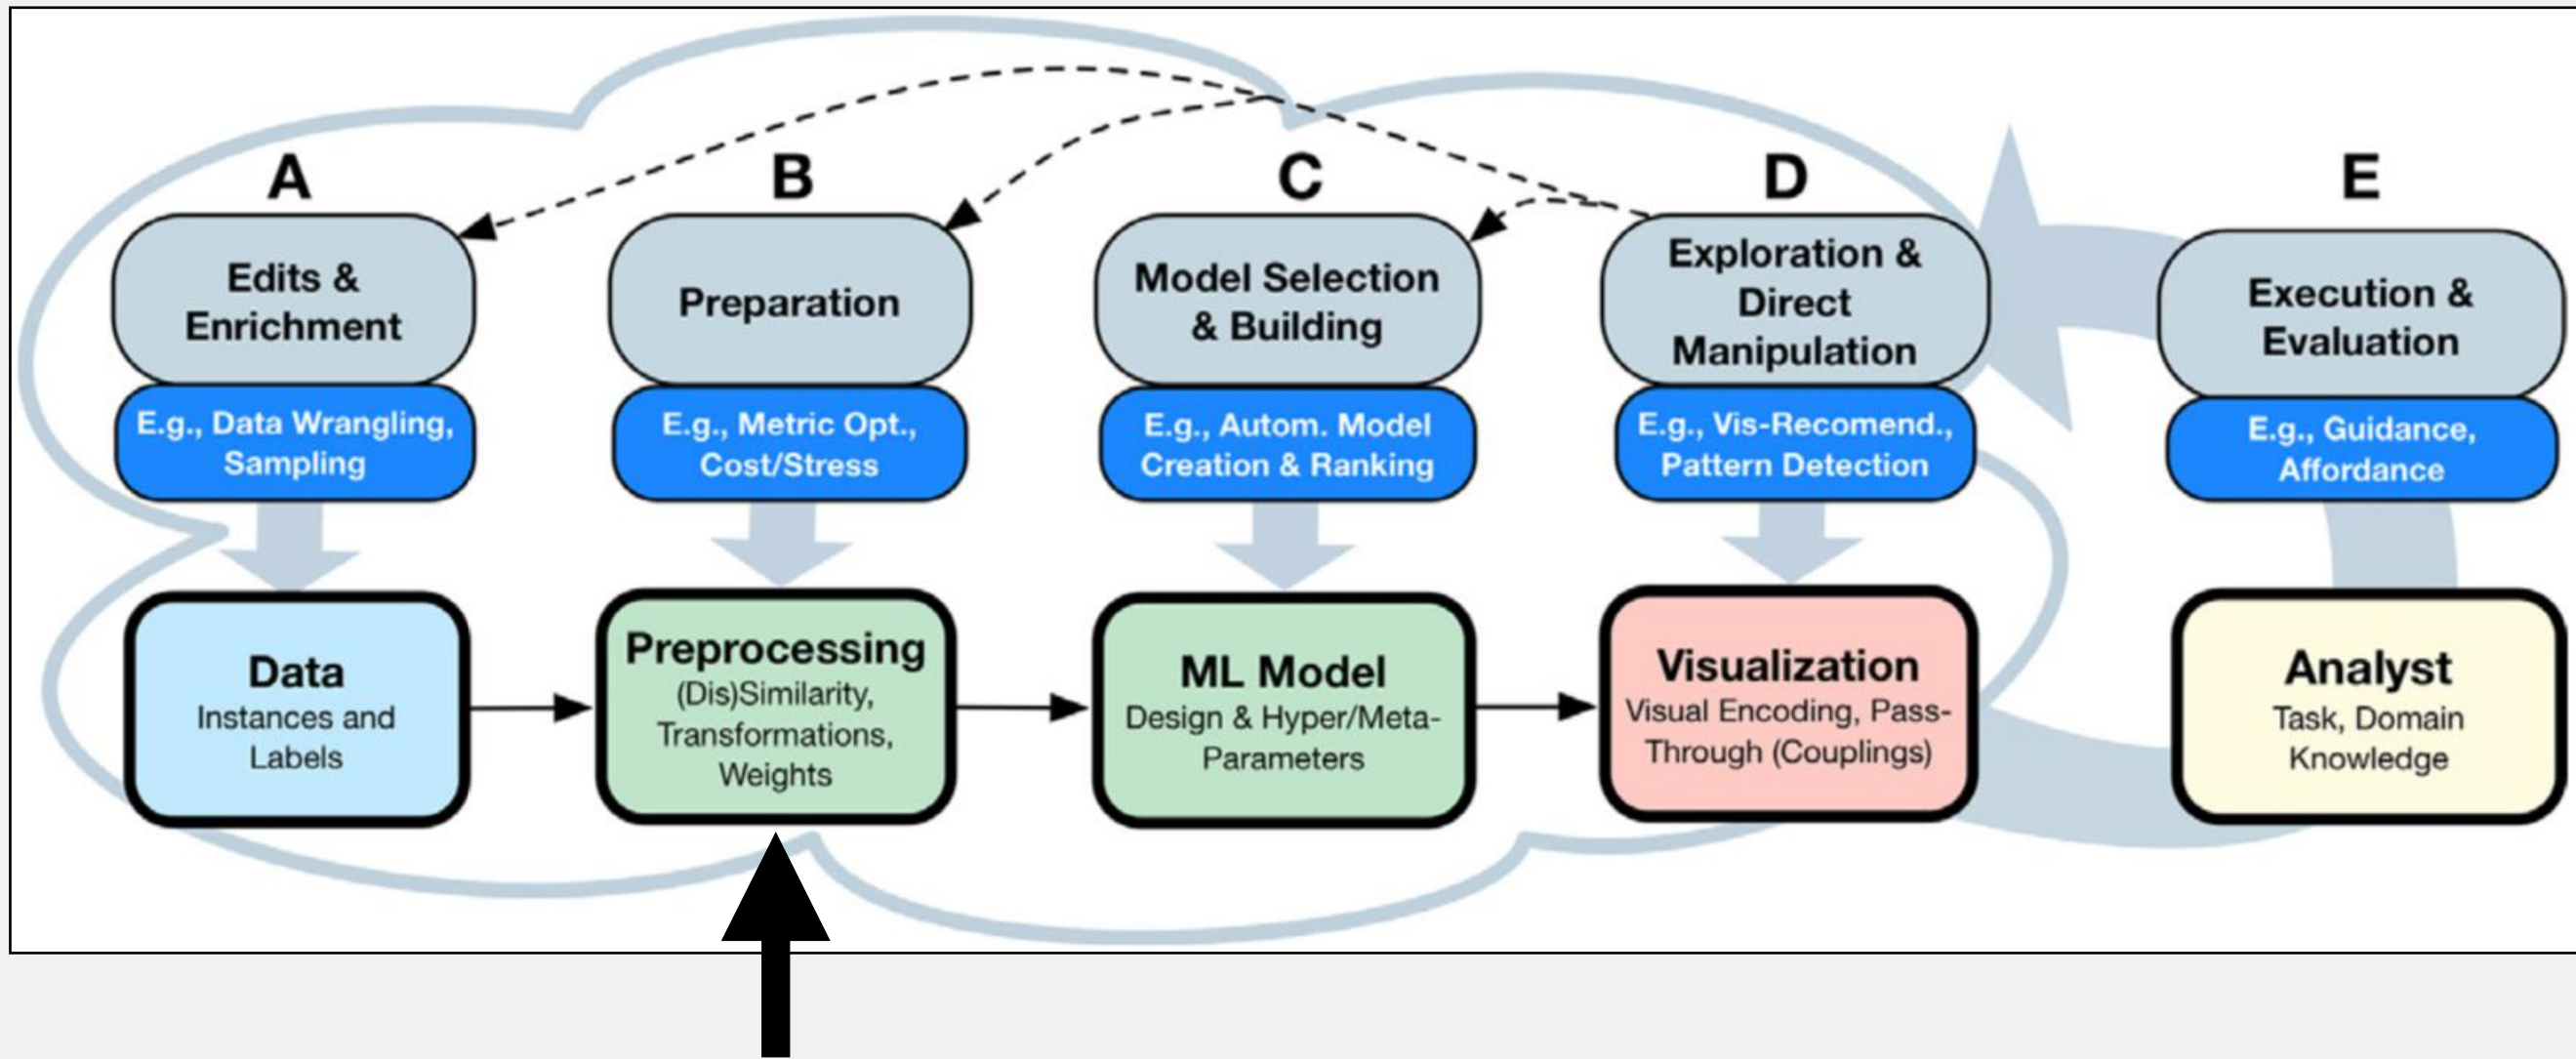 A
B
C
D
E
Edits &
Enrichment
Preparation
Model Selection
& Building
Exploration &
Direct
Manipulation
Execution &
Evaluation
E.g., Data Wrangling,
Sampling
E.g., Metric Opt.,
Cost/Stress
E.g., Autom. Model
Creation & Ranking
E.g., Vis-Recomend.,
Pattern Detection
E.g., Guidance,
Affordance
Data
Instances and
Labels
Preprocessing
(Dis)Similarity,
Transformations,
Weights
ML Model
Design & Hyper/Meta-
Parameters
Visualization
Visual Encoding, Pass-
Through (Couplings)
Analyst
Task, Domain
Knowledge